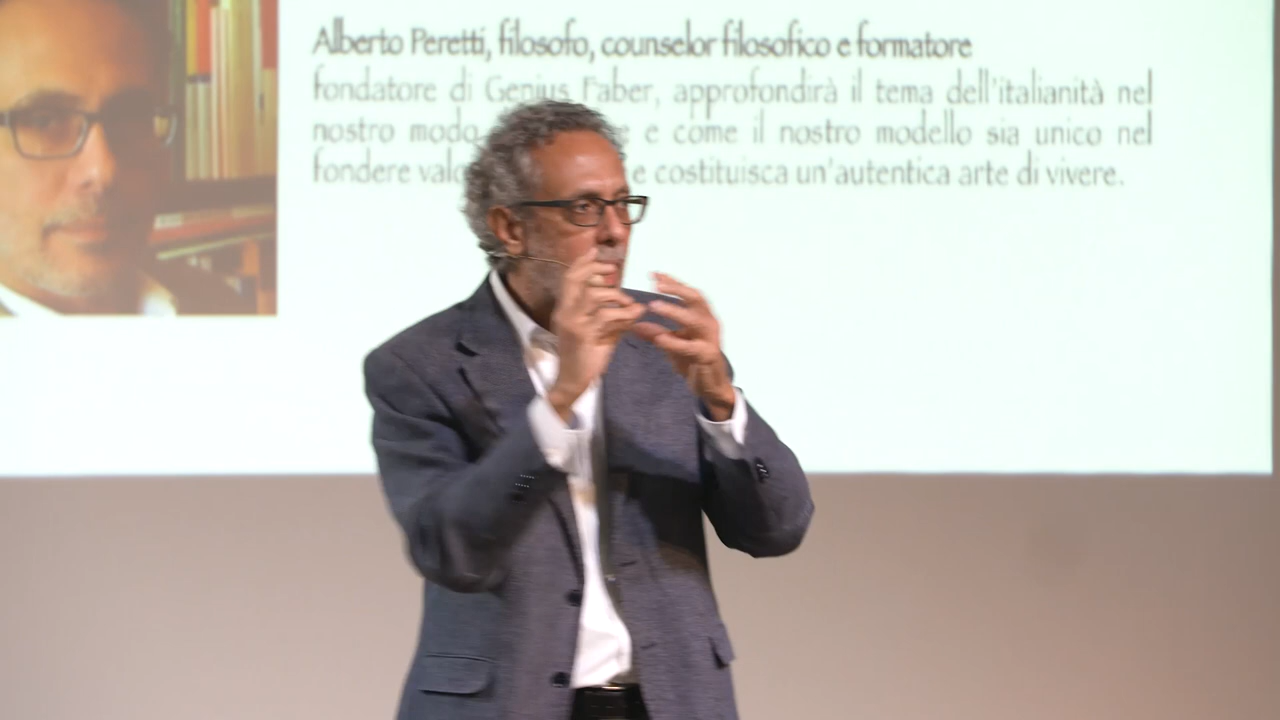 Alberto Peretti, filosofo, counselor filosofico e formatore
fondatore di Genius Faber, approfondirà il tema dell'italianità nel
nostro modo e come il nostro modello sia unico nel
fondere e costituisca un'autentica arte di vivere.